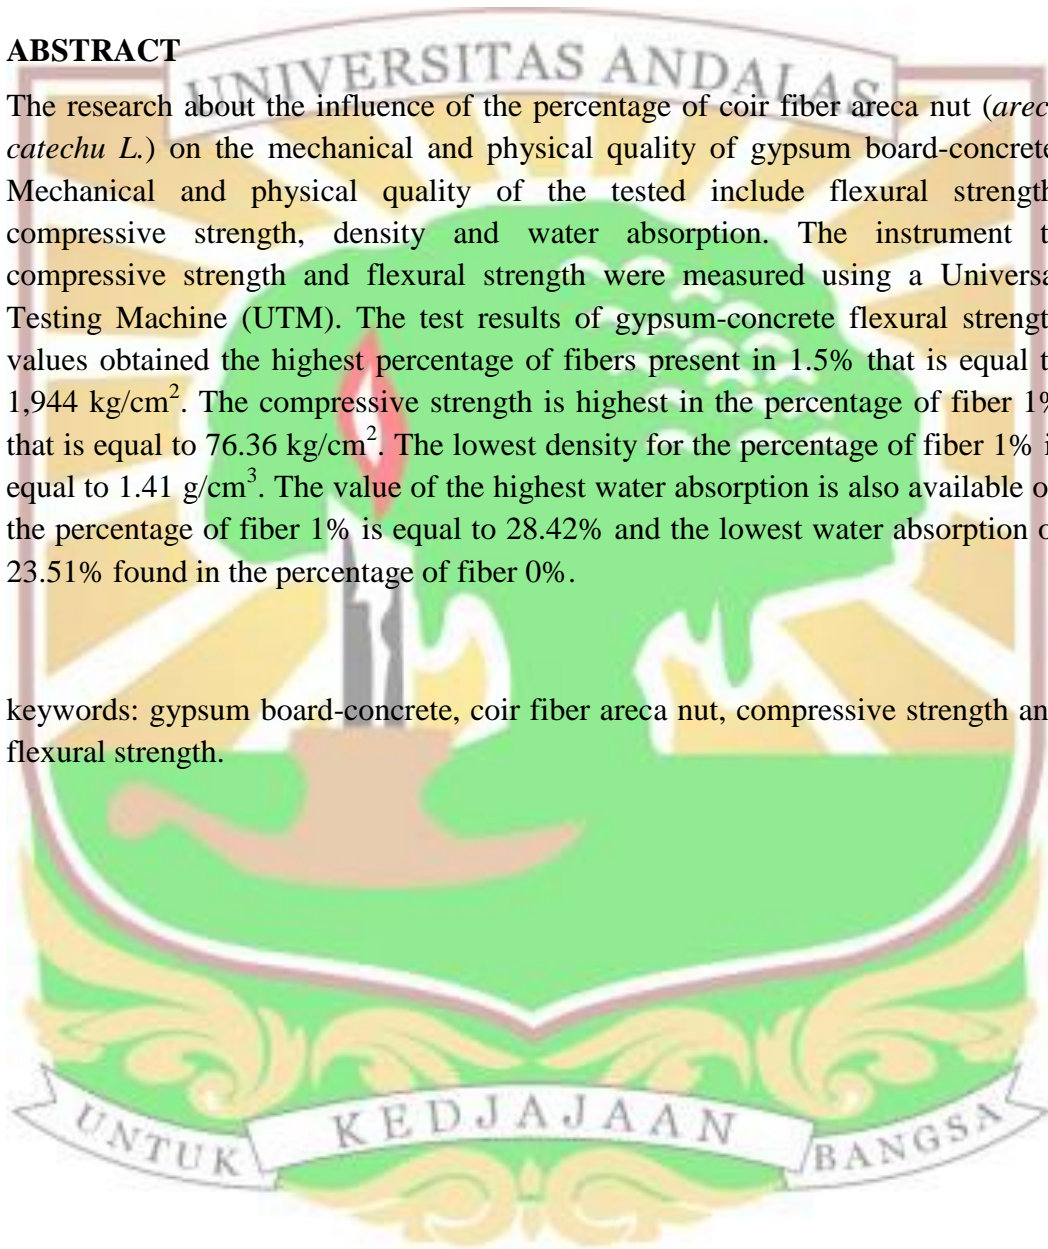 ABSTRACT
UNIVERSITAS ANDALAS
The research about the influence of the percentage of coir fiber areca nut (arec
catechu L.) on the mechanical and physical quality of gypsum board-concrete
Mechanical and physical quality of the tested include flexural strength
compressive strength, density and water absorption. The instrument t
compressive strength and flexural strength were measured using a Universa
Testing Machine (UTM). The test results of gypsum-concrete flexural strengt
values obtained the highest percentage of fibers present in 1.5% that is equal t
1,944 kg/cm². The compressive strength is highest in the percentage of fiber 1%
that is equal to 76.36 kg/cm². The lowest density for the percentage of fiber 1% i
equal to 1.41 g/cm³. The value of the highest water absorption is also available o
the percentage of fiber 1% is equal to 28.42% and the lowest water absorption o
23.51% found in the percentage of fiber 0%.
keywords: gypsum board-concrete, coir fiber areca nut, compressive strength an
flexural strength.
UNTUK KEDJAJAAN BANGSA